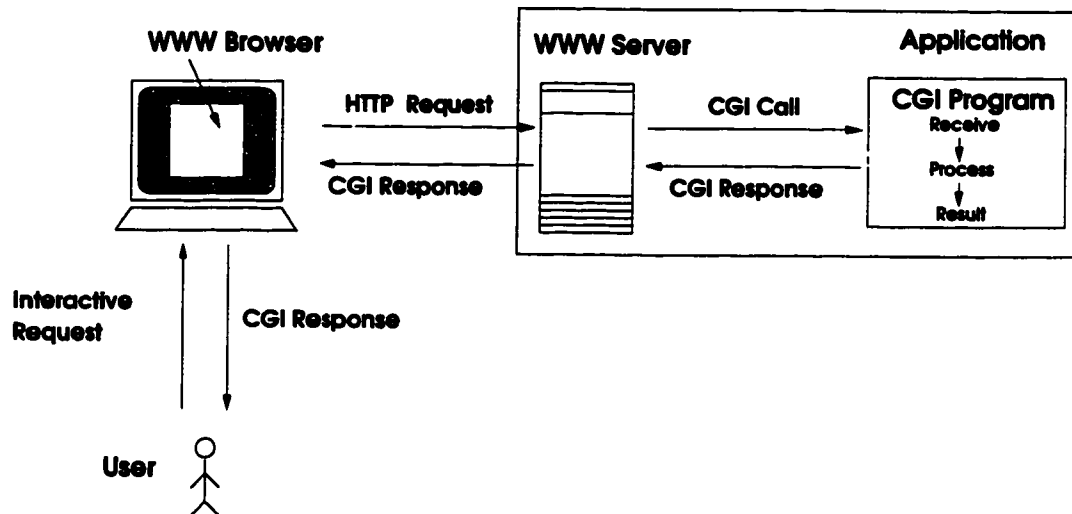 WWW Browser
WWW Server
Application
HTTP Request
CGI Call
CGI Program
Receive
Process
Result
CGI Response
CGI Response
Interactive
Request
CGI Response
User